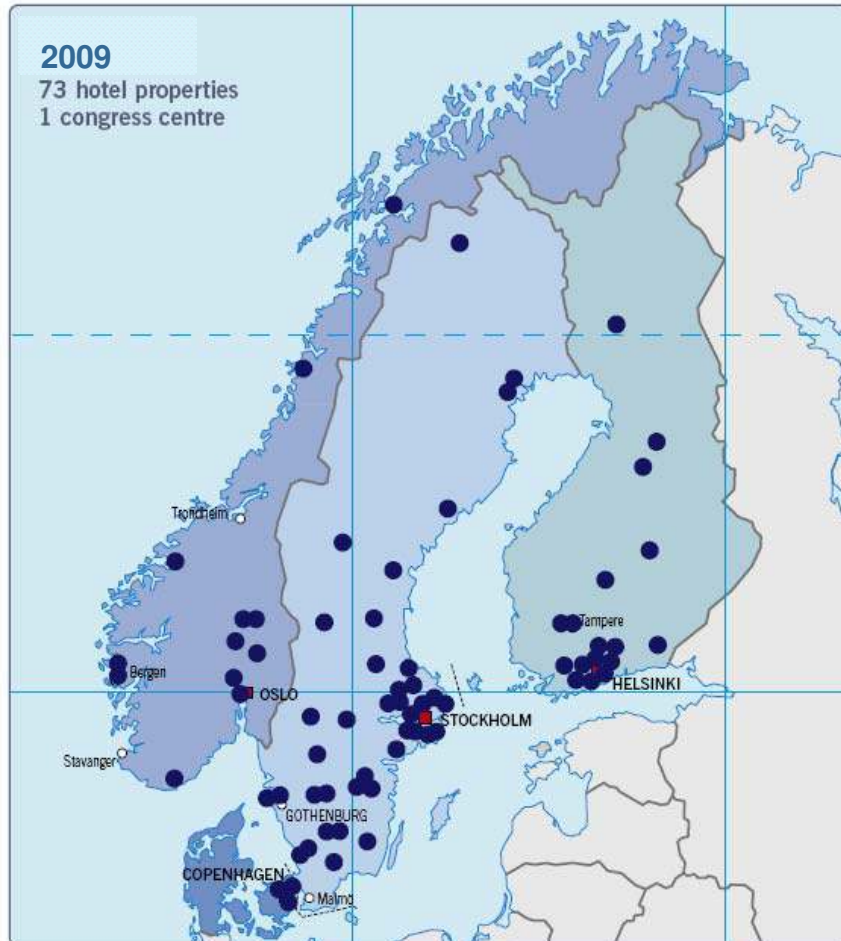 2009
73 hotel properties
1 congress centre
Trondheim
Tampere
Bergen
HELSINKI
OSLO
STOCKHOLM
Stavanger
GOTHENBURG
COPENHAGEN
Malmö